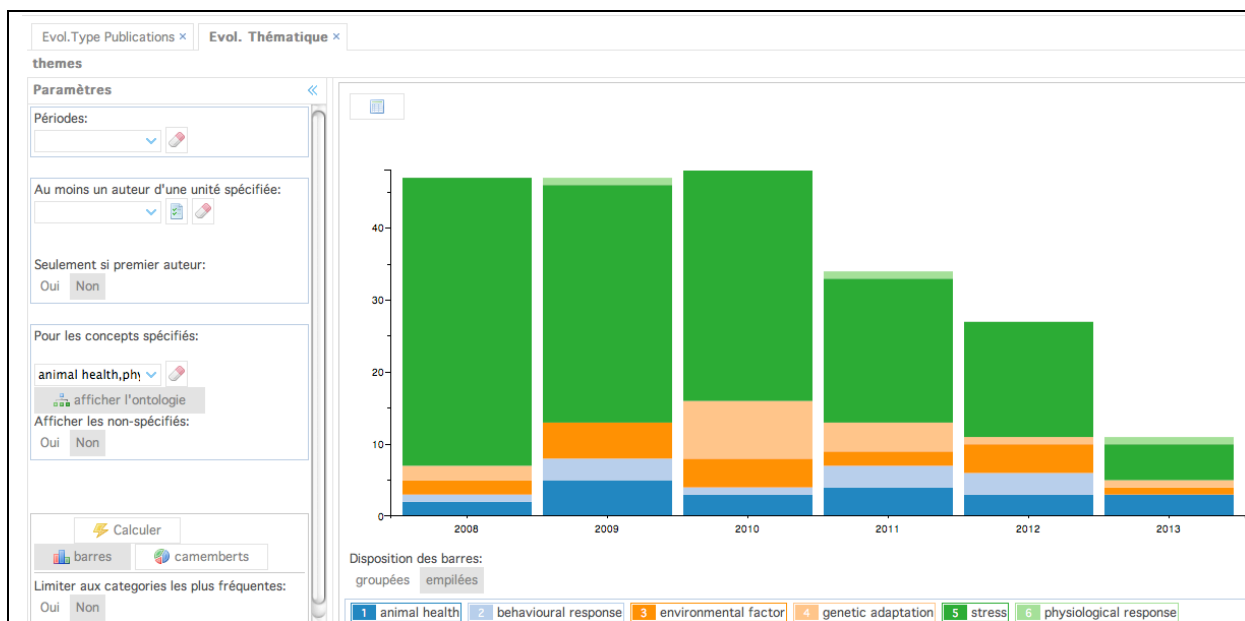 Evol.Type Publications × Evol. Thématique ×
themes
Paramètres «
Périodes:
Au moins un auteur d'une unité spécifiée:
Seulement si premier auteur:
Oui Non
Pour les concepts spécifiés:
animal health,phy
afficher l'ontologie
Afficher les non-spécifiés:
Oui Non
Calculer
barres camemberts
Limiter aux categories les plus fréquentes:
Oui Non
40
30
20
10
0
2008 2009 2010 2011 2012 2013
Disposition des barres:
groupées empilées
1 animal health 2 behavioural response 3 environmental factor 4 genetic adaptation 5 stress 6 physiological response